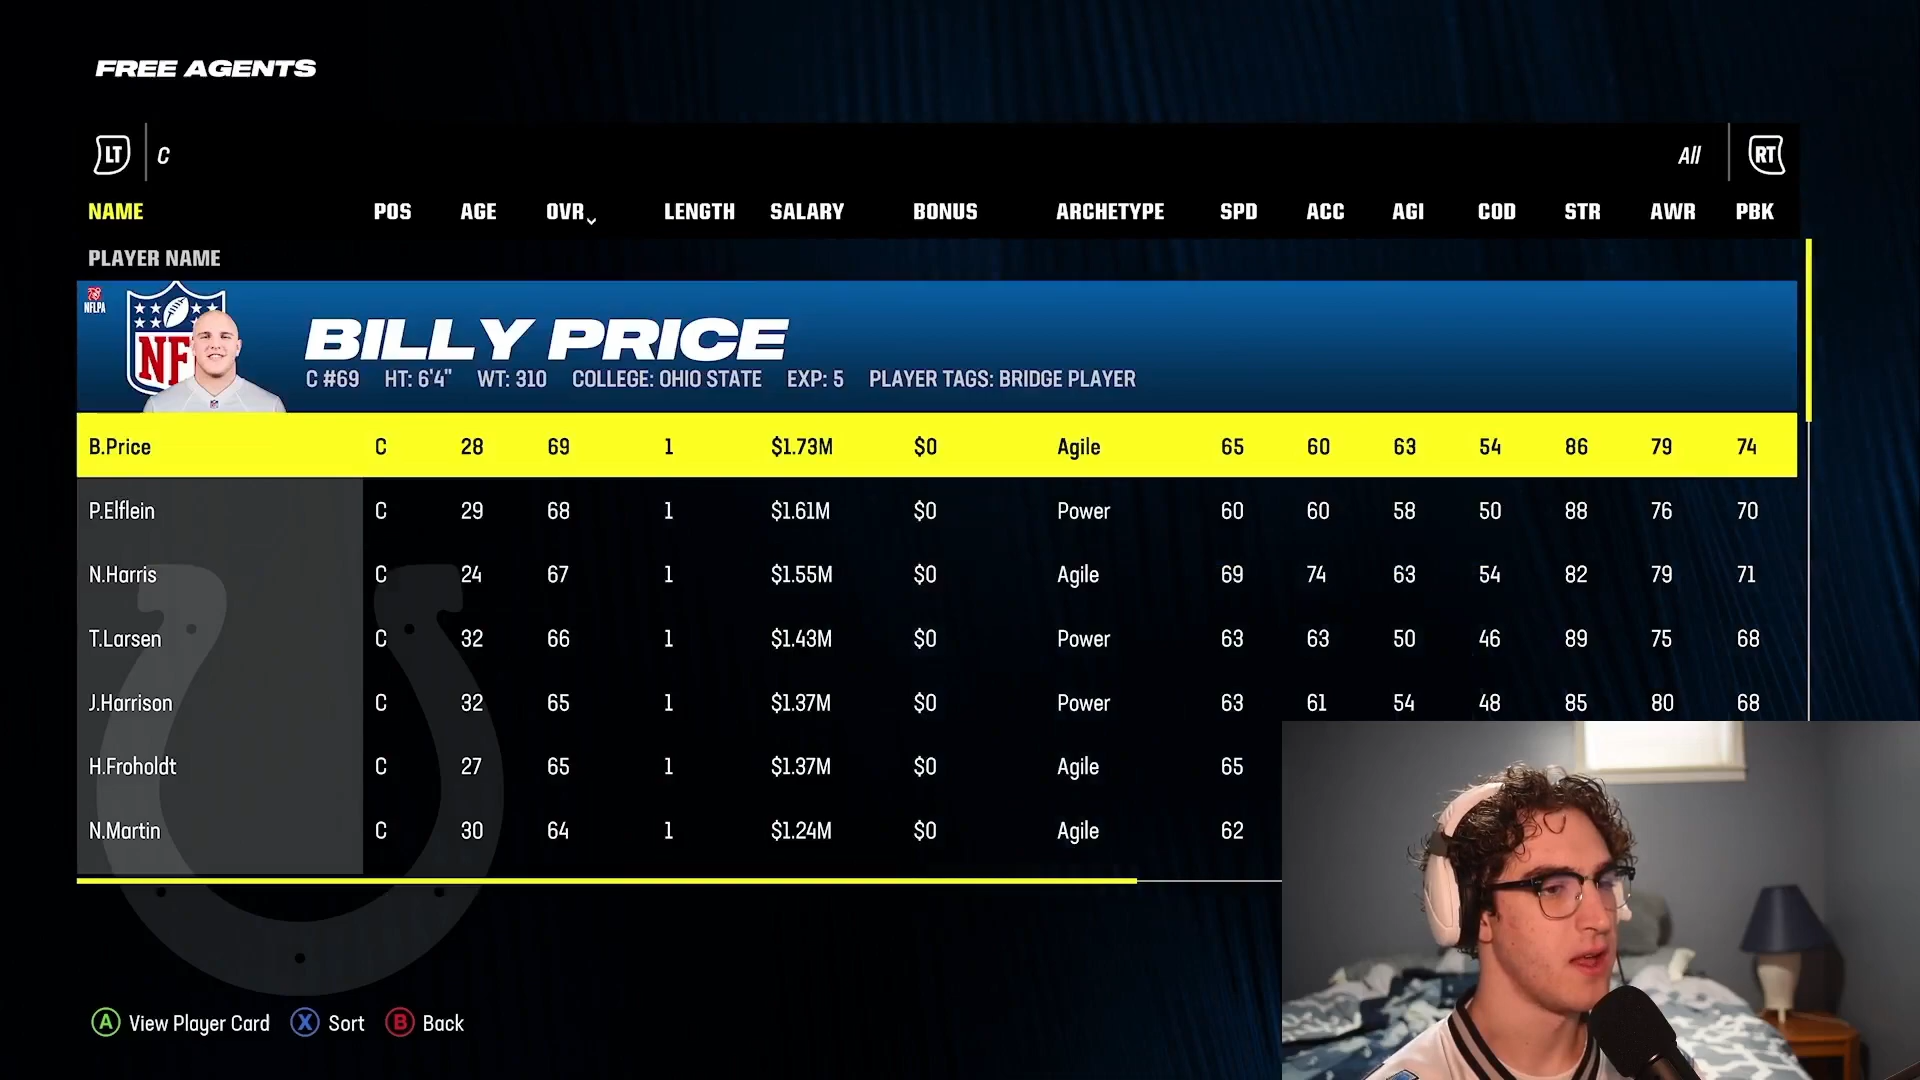 FREE AGENTS
LT C All RT
NAME POS AGE OVR LENGTH SALARY BONUS ARCHETYPE SPD ACC AGI COD STR AWR PBK
PLAYER NAME
NFLPA
NF
BILLY PRICE
C #69 HT: 6'4" WT: 310 COLLEGE: OHIO STATE EXP: 5 PLAYER TAGS: BRIDGE PLAYER
B.Price C 28 69 1 $1.73M $0 Agile 65 60 63 54 86 79 74
P.Elflein C 29 68 1 $1.61M $0 Power 60 60 58 50 88 76 70
N.Harris C 24 67 1 $1.55M $0 Agile 69 74 63 54 82 79 71
T.Larsen C 32 66 1 $1.43M $0 Power 63 63 50 46 89 75 68
J.Harrison C 32 65 1 $1.37M $0 Power 63 61 54 48 85 80 68
H.Froholdt C 27 65 1 $1.37M $0 Agile 65
N.Martin C 30 64 1 $1.24M $0 Agile 62
A View Player Card X Sort B Back